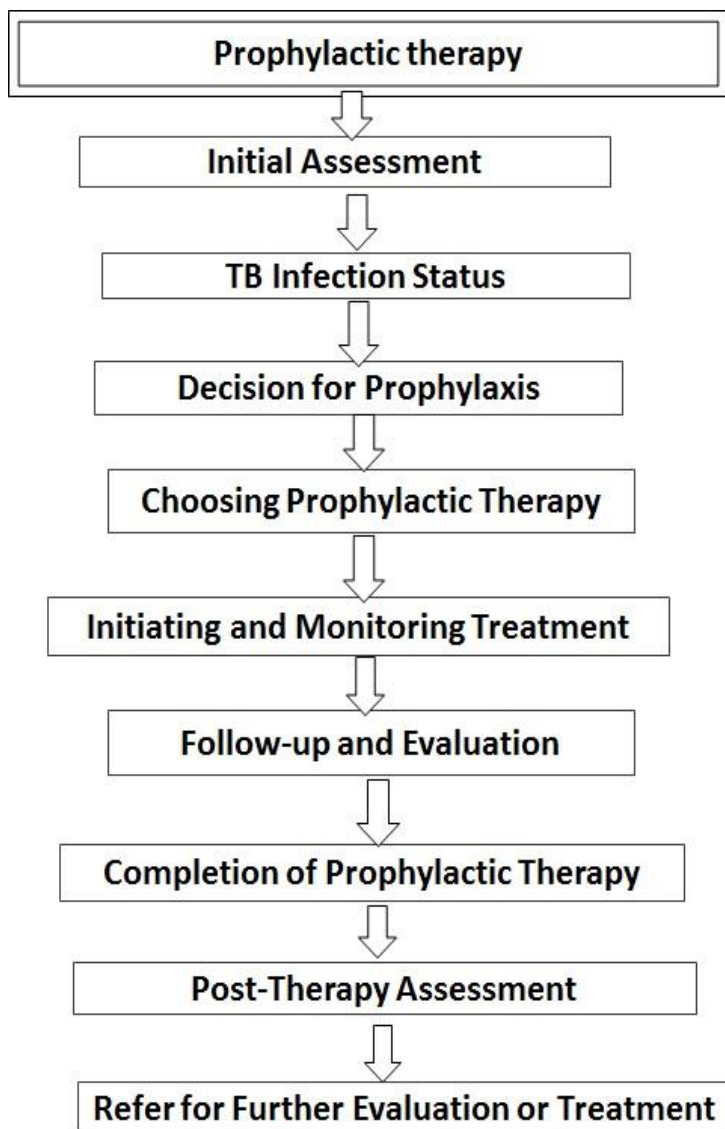 Prophylactic therapy
Initial Assessment
TB Infection Status
Decision for Prophylaxis
Choosing Prophylactic Therapy
Initiating and Monitoring Treatment
Follow-up and Evaluation
Completion of Prophylactic Therapy
Post-Therapy Assessment
Refer for Further Evaluation or Treatment